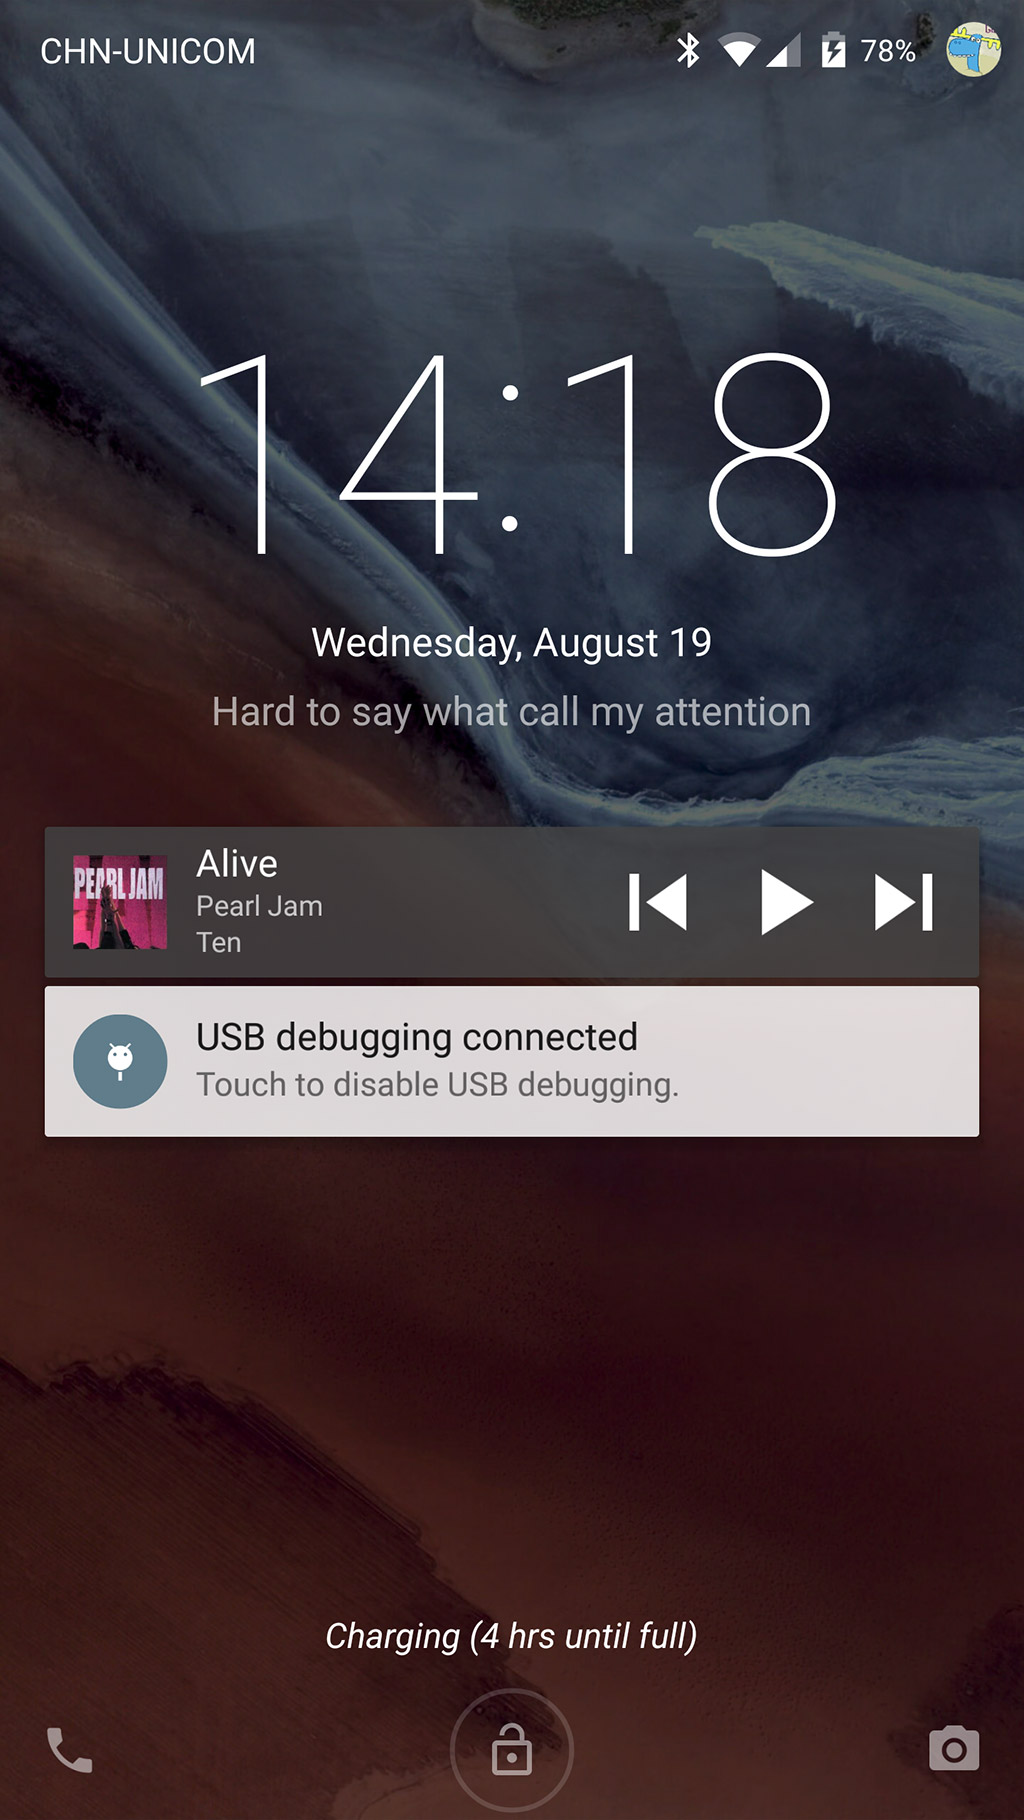 CHN-UNICOM 78%
14:18
Wednesday, August 19
Hard to say what call my attention
PEARL JAM
Alive
Pearl Jam
Ten
USB debugging connected
Touch to disable USB debugging.
Charging (4 hrs until full)